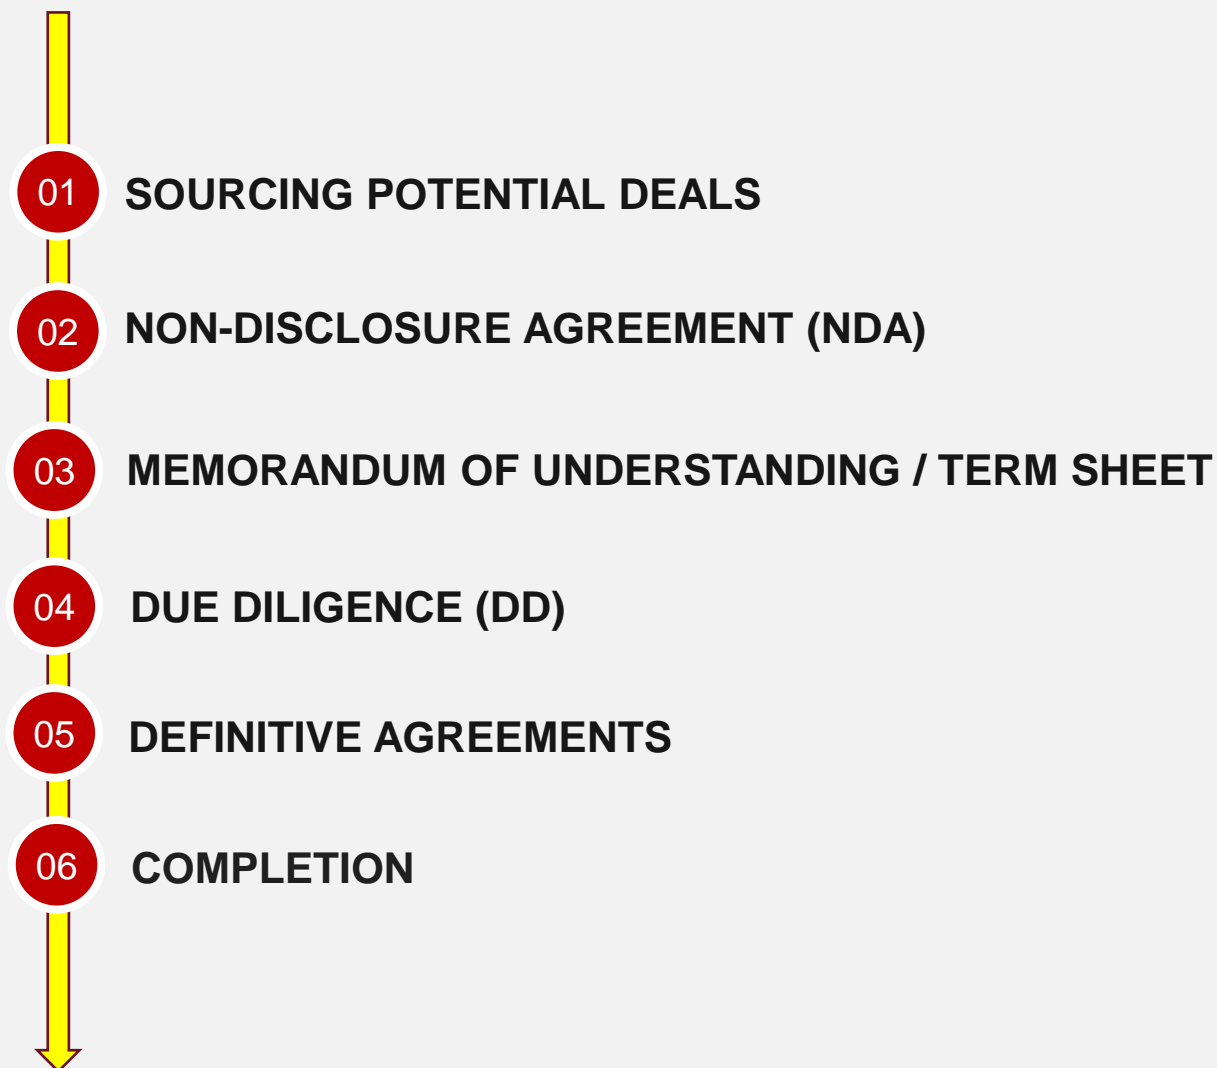 01 SOURCING POTENTIAL DEALS
02 NON-DISCLOSURE AGREEMENT (NDA)
03 MEMORANDUM OF UNDERSTANDING / TERM SHEET
04 DUE DILIGENCE (DD)
05 DEFINITIVE AGREEMENTS
06 COMPLETION